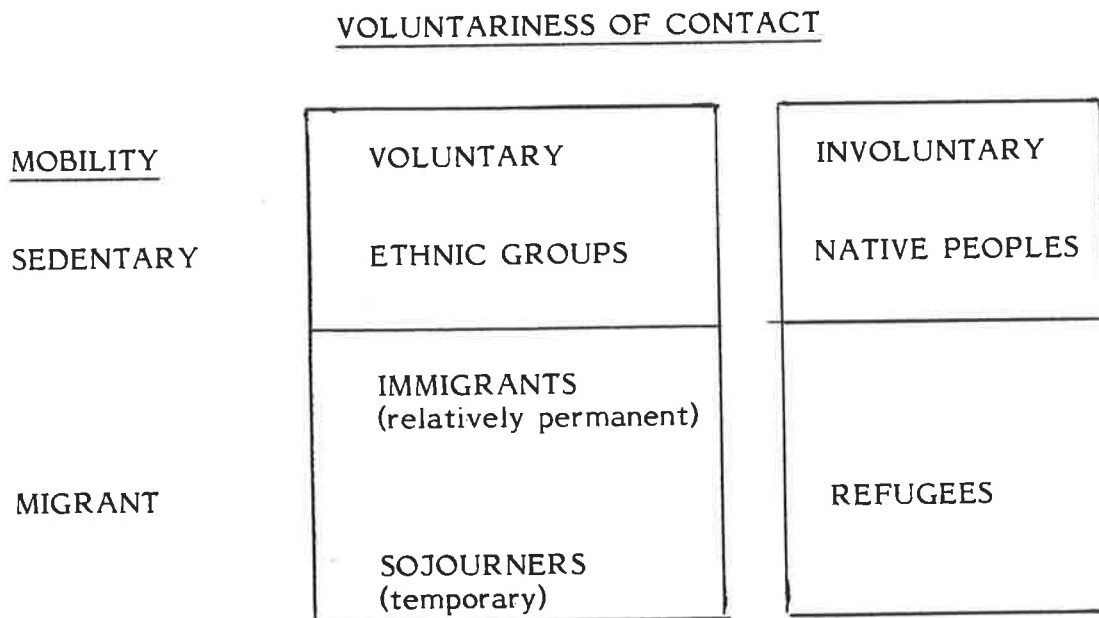 VOLUNTARINESS OF CONTACT
MOBILITY VOLUNTARY INVOLUNTARY
SEDENTARY ETHNIC GROUPS NATIVE PEOPLES
IMMIGRANTS
(relatively permanent)
MIGRANT REFUGEES
SOJOURNERS
(temporary)